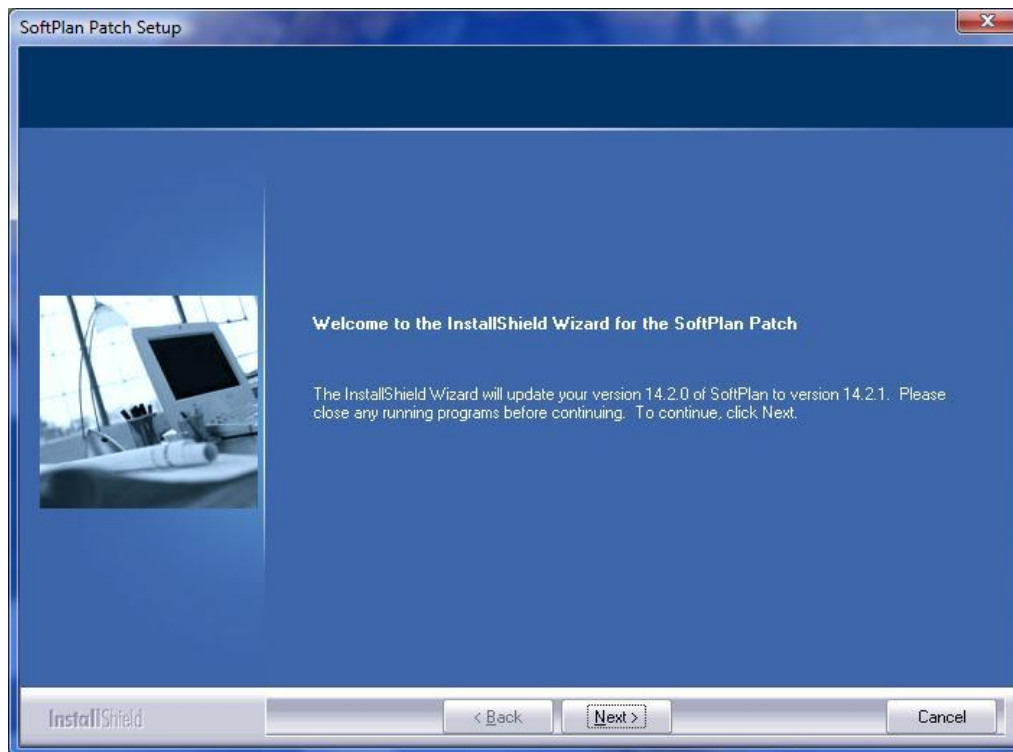 SoftPlan Patch Setup
Welcome to the InstallShield Wizard for the SoftPlan Patch
The InstallShield Wizard will update your version 14.2.0 of SoftPlan to version 14.2.1. Please
close any running programs before continuing. To continue, click Next.
InstallShield
< Back
Next >
Cancel